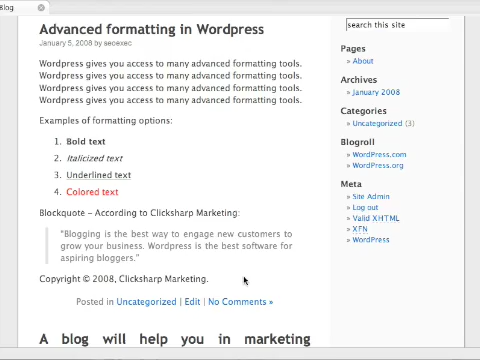 Blog
Advanced formatting in Wordpress
January 5, 2008 by seoexec
Wordpress gives you access to many advanced formatting tools.
Wordpress gives you access to many advanced formatting tools.
Wordpress gives you access to many advanced formatting tools.
Wordpress gives you access to many advanced formatting tools.
Examples of formatting options:
1. Bold text
2. Italicized text
3. Underlined text
4. Colored text
Blockquote – According to Clicksharp Marketing:
“Blogging is the best way to engage new customers to
grow your business. Wordpress is the best software for
aspiring bloggers.”
Copyright © 2008, Clicksharp Marketing.
Posted in Uncategorized | Edit | No Comments »
A blog will help you in marketing
search this site
Pages
» About
Archives
» January 2008
Categories
» Uncategorized (3)
Blogroll
» WordPress.com
» WordPress.org
Meta
» Site Admin
» Log out
» Valid XHTML
» XFN
» WordPress